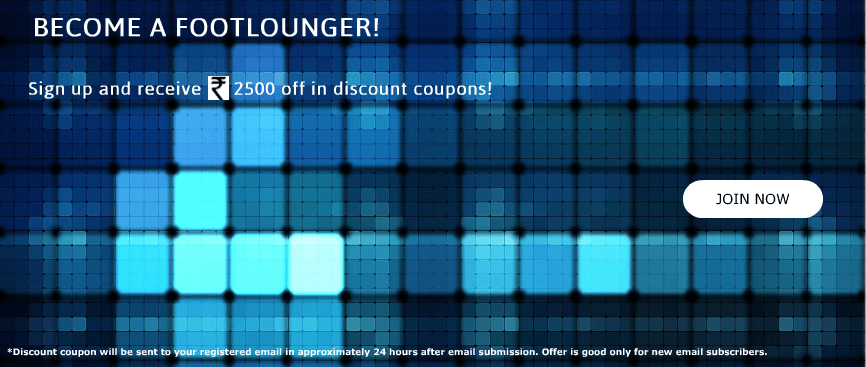 BECOME A FOOTLOUNGER!
Sign up and receive ₹ 2500 off in discount coupons!
JOIN NOW
*Discount coupon will be sent to your registered email in approximately 24 hours after email submission. Offer is good only for new email subscribers.